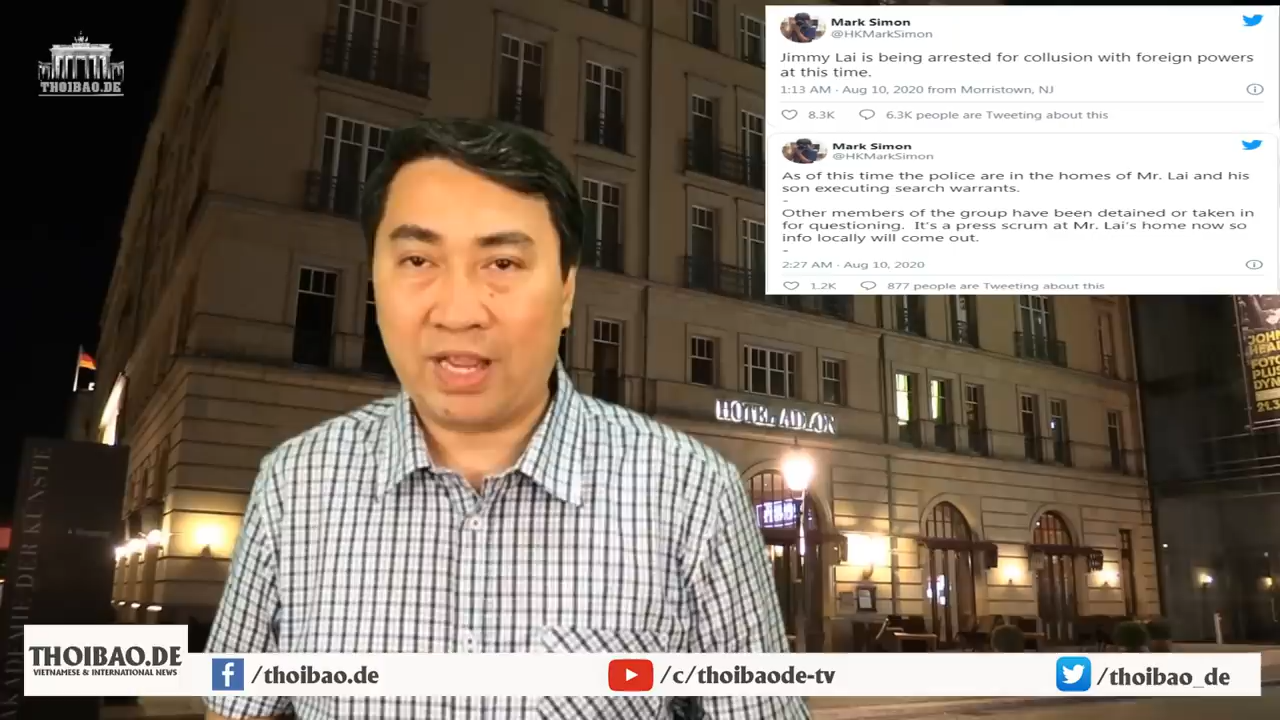 THOIBAO.DE
Mark Simon
@HKMarkSimon
Jimmy Lai is being arrested for collusion with foreign powers
at this time.
1:13 AM · Aug 10, 2020 from Morristown, NJ
8.3K 6.3K people are Tweeting about this
Mark Simon
@HKMarkSimon
As of this time the police are in the homes of Mr. Lai and his
son executing search warrants.
-
Other members of the group have been detained or taken in
for questioning. It's a press scrum at Mr. Lai's home now so
info locally will come out.
-
2:27 AM · Aug 10, 2020
1.2K 877 people are Tweeting about this
HOTEL ADLON
AKADEMIE DER KÜNSTE
THOIBAO.DE
VIETNAMESE & INTERNATIONAL NEWS
/thoibao.de
/c/thoibaode-tv
/thoibao_de